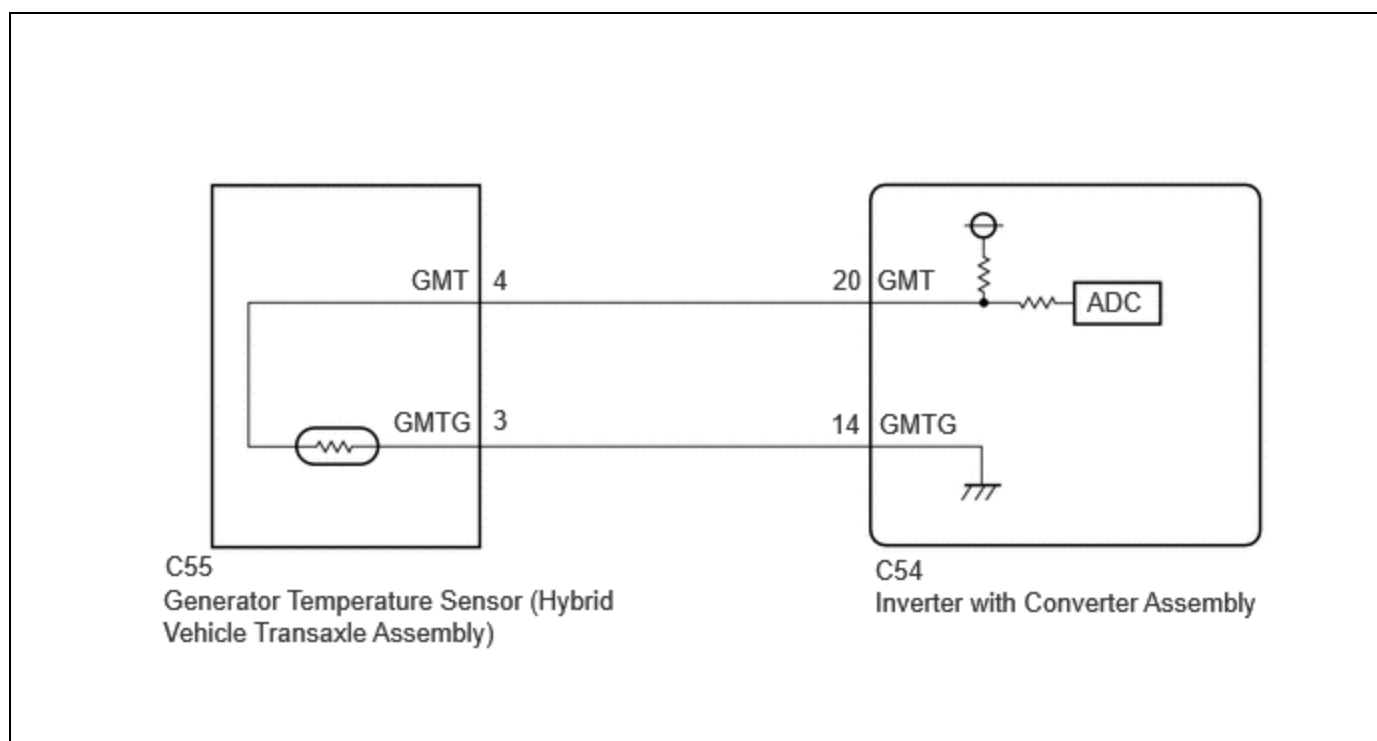 GMT 4
20 GMT
ADC
GMTG 3
14 GMTG
C55
Generator Temperature Sensor (Hybrid
Vehicle Transaxle Assembly)
C54
Inverter with Converter Assembly